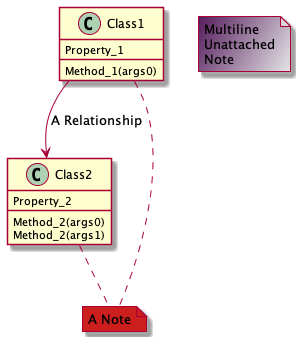 C Class1
Property_1
Method_1(args0)
Multiline
Unattached
Note
A Relationship
C Class2
Property_2
Method_2(args0)
Method_2(args1)
A Note